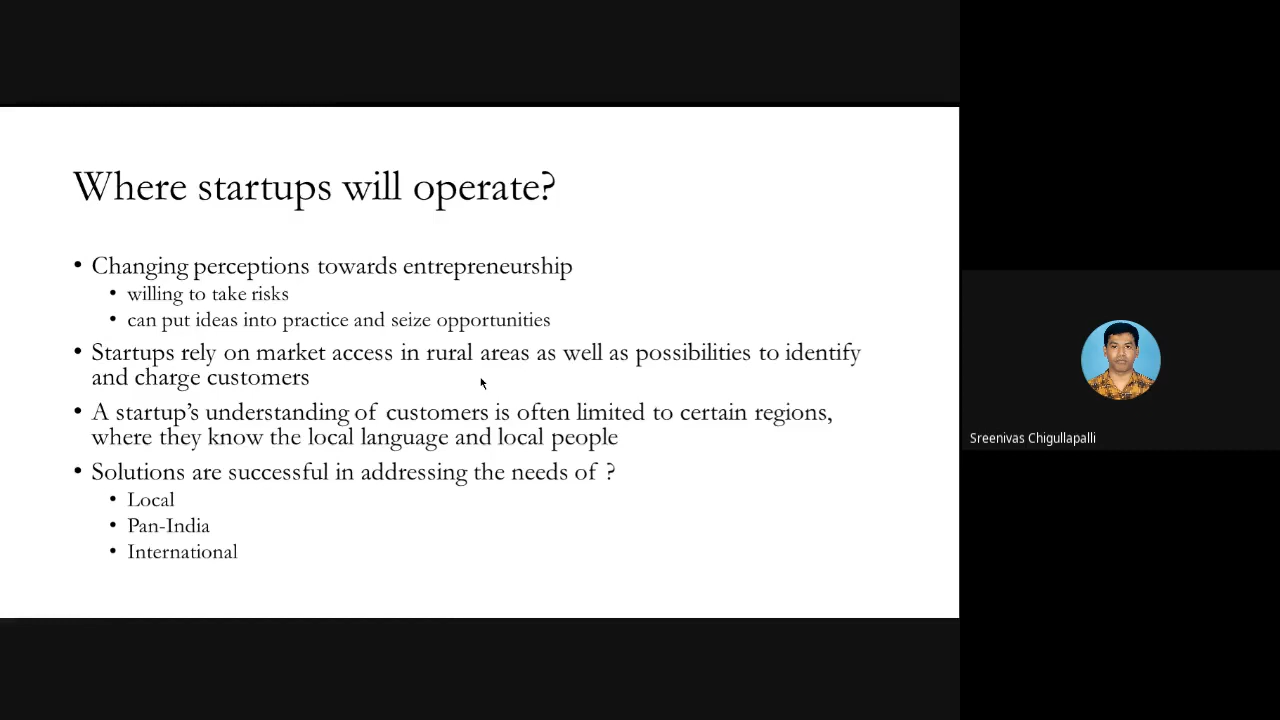 Where startups will operate?
• Changing perceptions towards entrepreneurship
• willing to take risks
• can put ideas into practice and seize opportunities
• Startups rely on market access in rural areas as well as possibilities to identify
and charge customers
• A startup’s understanding of customers is often limited to certain regions,
where they know the local language and local people
• Solutions are successful in addressing the needs of ?
• Local
• Pan-India
• International
Sreenivas Chigullapalli